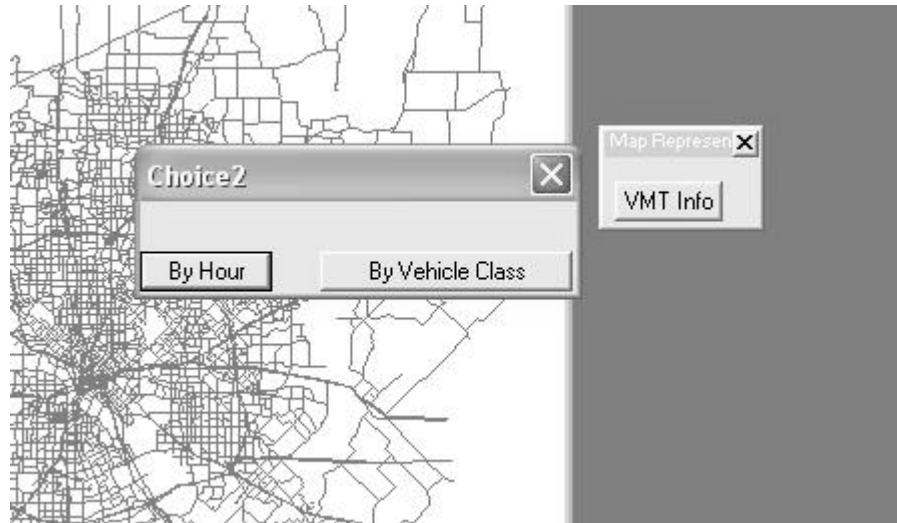 Map Represen
Choice2
VMT Info
By Hour
By Vehicle Class